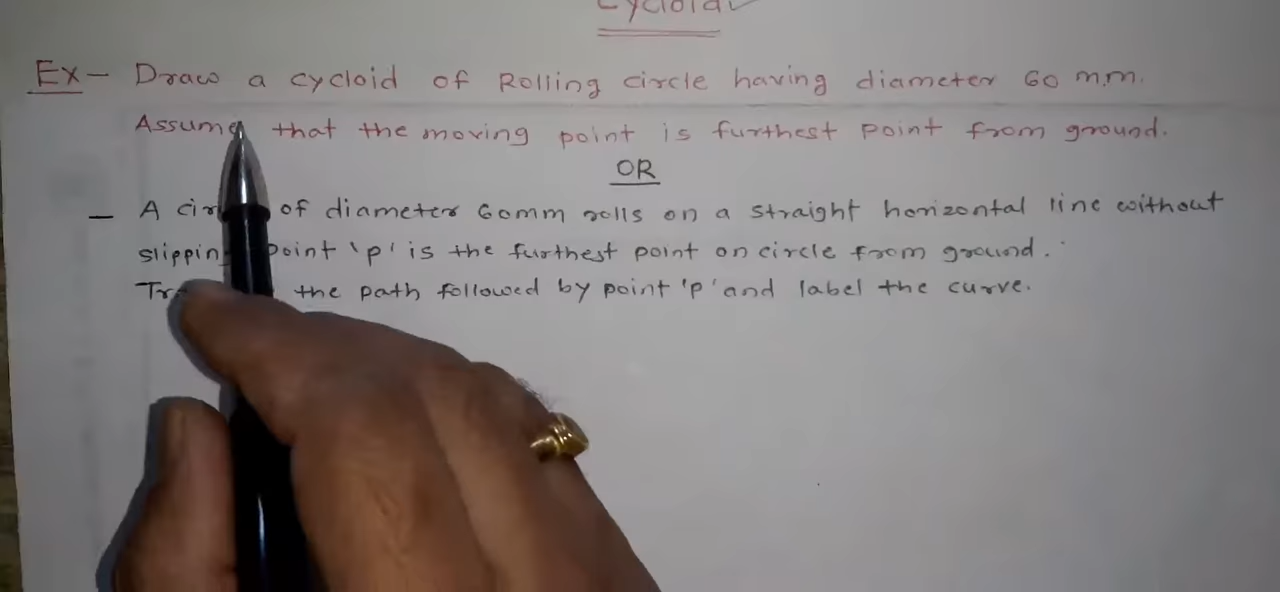 Cycloid
Ex- Draw a cycloid of Rolling circle having diameter 60 m.m.
Assume that the moving point is furthest point from ground.
OR
- A of diameter 60mm rolls on a straight horizontal line without
point 'p' is the furthest point on circle from ground.
the path followed by point 'p' and label the curve.